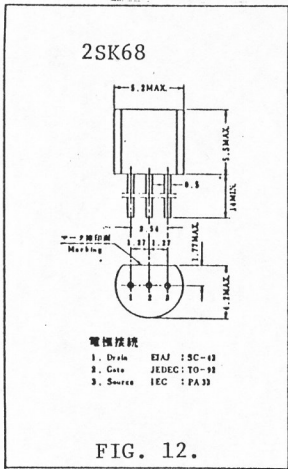 2SK68
5.2MAX.
5.5MAX.
0.5
14MIN.
2.54
1.27 1.27
1.77MAX.
マーク捺印面
Marking
4.2MAX.
1 2 3
電極接続
1. Drain EIAJ : SC-43
2. Gate JEDEC : TO-92
3. Source IEC : PA33
FIG. 12.